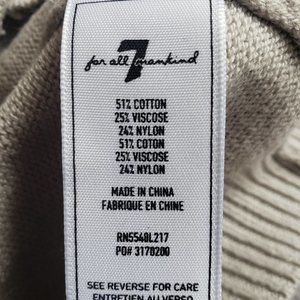 for all 7 mankind
51% COTTON
25% VISCOSE
24% NYLON
51% COTON
25% VISCOSE
24% NYLON
MADE IN CHINA
FABRIQUE EN CHINE
RN5548L217
PO# 3170200
SEE REVERSE FOR CARE
ENTRETIEN AU VERSO